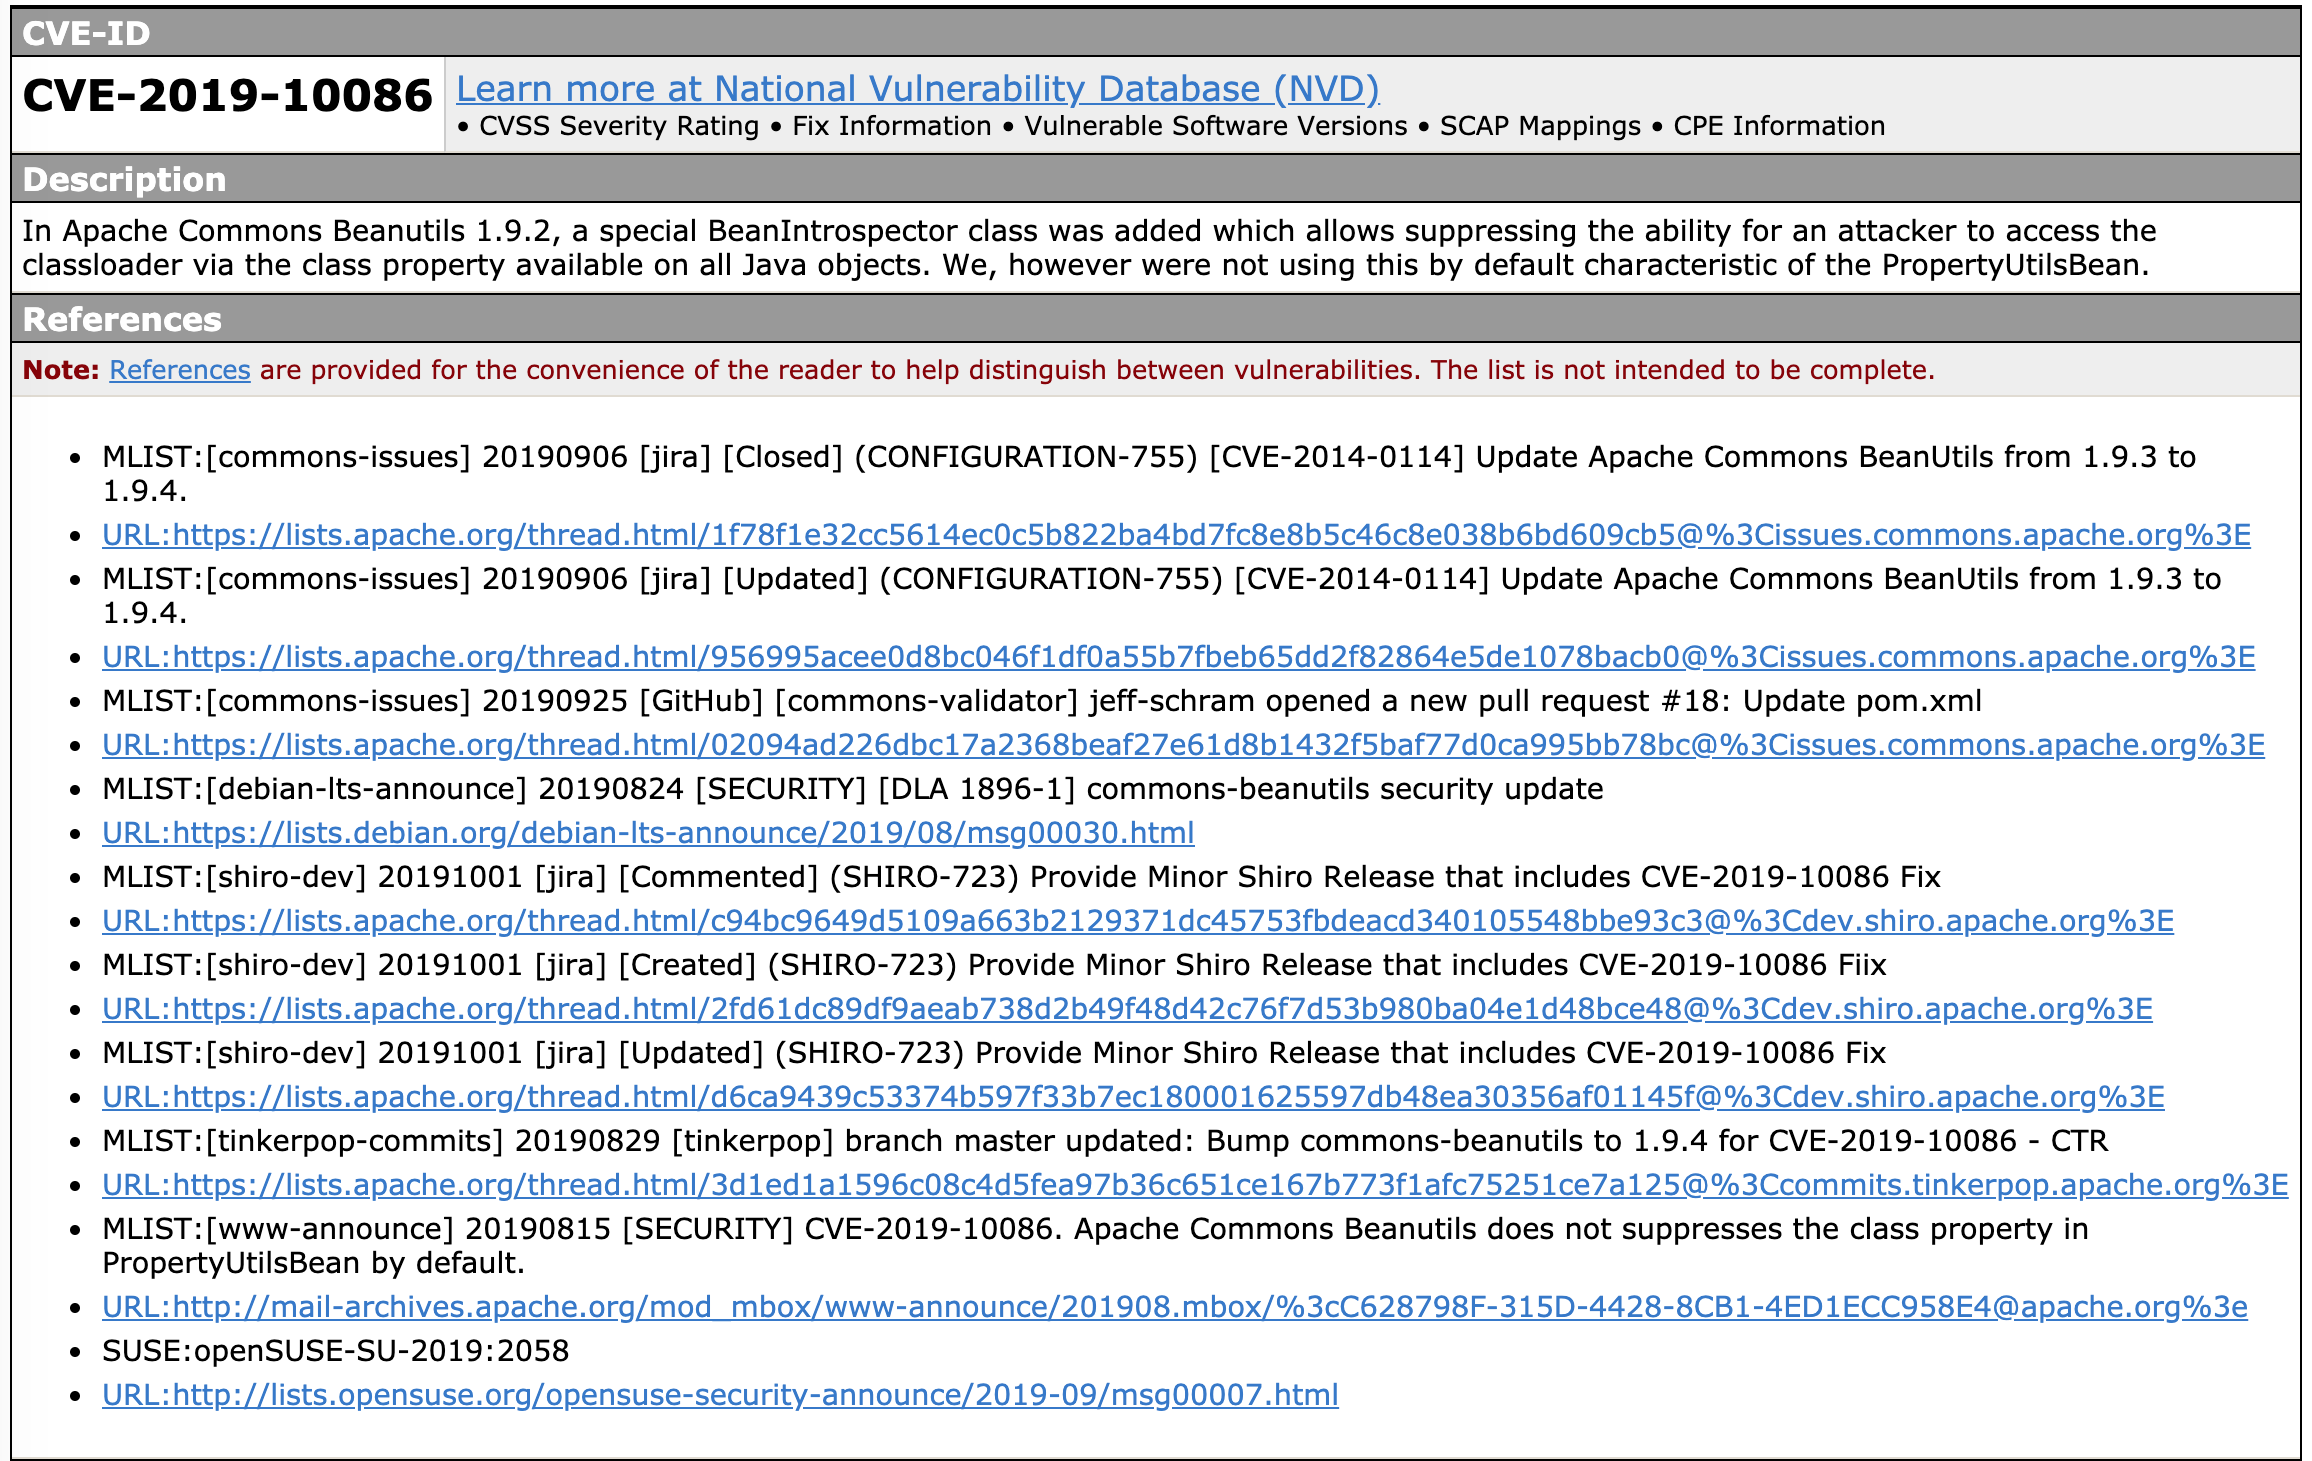 CVE-ID
CVE-2019-10086
Learn more at National Vulnerability Database (NVD)
• CVSS Severity Rating • Fix Information • Vulnerable Software Versions • SCAP Mappings • CPE Information
Description
In Apache Commons Beanutils 1.9.2, a special BeanIntrospector class was added which allows suppressing the ability for an attacker to access the
classloader via the class property available on all Java objects. We, however were not using this by default characteristic of the PropertyUtilsBean.
References
Note: References are provided for the convenience of the reader to help distinguish between vulnerabilities. The list is not intended to be complete.
• MLIST:[commons-issues] 20190906 [jira] [Closed] (CONFIGURATION-755) [CVE-2014-0114] Update Apache Commons BeanUtils from 1.9.3 to
1.9.4.
• URL:https://lists.apache.org/thread.html/1f78f1e32cc5614ec0c5b822ba4bd7fc8e8b5c46c8e038b6bd609cb5@%3Cissues.commons.apache.org%3E
• MLIST:[commons-issues] 20190906 [jira] [Updated] (CONFIGURATION-755) [CVE-2014-0114] Update Apache Commons BeanUtils from 1.9.3 to
1.9.4.
• URL:https://lists.apache.org/thread.html/956995acee0d8bc046f1df0a55b7fbeb65dd2f82864e5de1078bacb0@%3Cissues.commons.apache.org%3E
• MLIST:[commons-issues] 20190925 [GitHub] [commons-validator] jeff-schram opened a new pull request #18: Update pom.xml
• URL:https://lists.apache.org/thread.html/02094ad226dbc17a2368beaf27e61d8b1432f5baf77d0ca995bb78bc@%3Cissues.commons.apache.org%3E
• MLIST:[debian-lts-announce] 20190824 [SECURITY] [DLA 1896-1] commons-beanutils security update
• URL:https://lists.debian.org/debian-lts-announce/2019/08/msg00030.html
• MLIST:[shiro-dev] 20191001 [jira] [Commented] (SHIRO-723) Provide Minor Shiro Release that includes CVE-2019-10086 Fix
• URL:https://lists.apache.org/thread.html/c94bc9649d5109a663b2129371dc45753fbdeacd340105548bbe93c3@%3Cdev.shiro.apache.org%3E
• MLIST:[shiro-dev] 20191001 [jira] [Created] (SHIRO-723) Provide Minor Shiro Release that includes CVE-2019-10086 Fiix
• URL:https://lists.apache.org/thread.html/2fd61dc89df9aeab738d2b49f48d42c76f7d53b980ba04e1d48bce48@%3Cdev.shiro.apache.org%3E
• MLIST:[shiro-dev] 20191001 [jira] [Updated] (SHIRO-723) Provide Minor Shiro Release that includes CVE-2019-10086 Fix
• URL:https://lists.apache.org/thread.html/d6ca9439c53374b597f33b7ec180001625597db48ea30356af01145f@%3Cdev.shiro.apache.org%3E
• MLIST:[tinkerpop-commits] 20190829 [tinkerpop] branch master updated: Bump commons-beanutils to 1.9.4 for CVE-2019-10086 - CTR
• URL:https://lists.apache.org/thread.html/3d1ed1a1596c08c4d5fea97b36c651ce167b773f1afc75251ce7a125@%3Ccommits.tinkerpop.apache.org%3E
• MLIST:[www-announce] 20190815 [SECURITY] CVE-2019-10086. Apache Commons Beanutils does not suppresses the class property in
PropertyUtilsBean by default.
• URL:http://mail-archives.apache.org/mod_mbox/www-announce/201908.mbox/%3cC628798F-315D-4428-8CB1-4ED1ECC958E4@apache.org%3e
• SUSE:openSUSE-SU-2019:2058
• URL:http://lists.opensuse.org/opensuse-security-announce/2019-09/msg00007.html